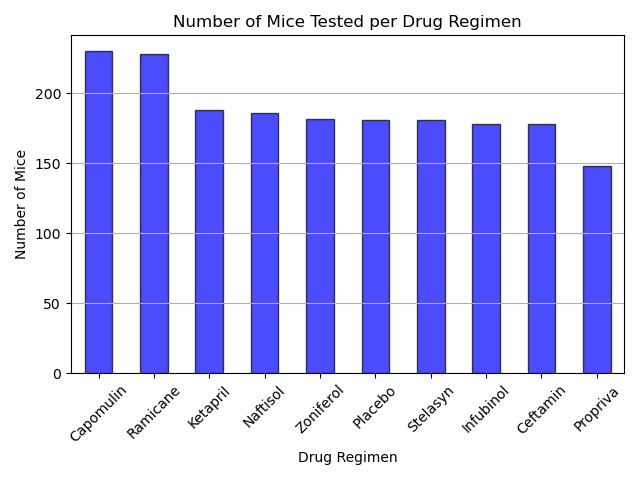 Number of Mice Tested per Drug Regimen
Number of Mice
200
150
100
50
0
Capomulin
Ramicane
Ketapril
Naftisol
Zoniferol
Placebo
Stelasyn
Infubinol
Ceftamin
Propriva
Drug Regimen